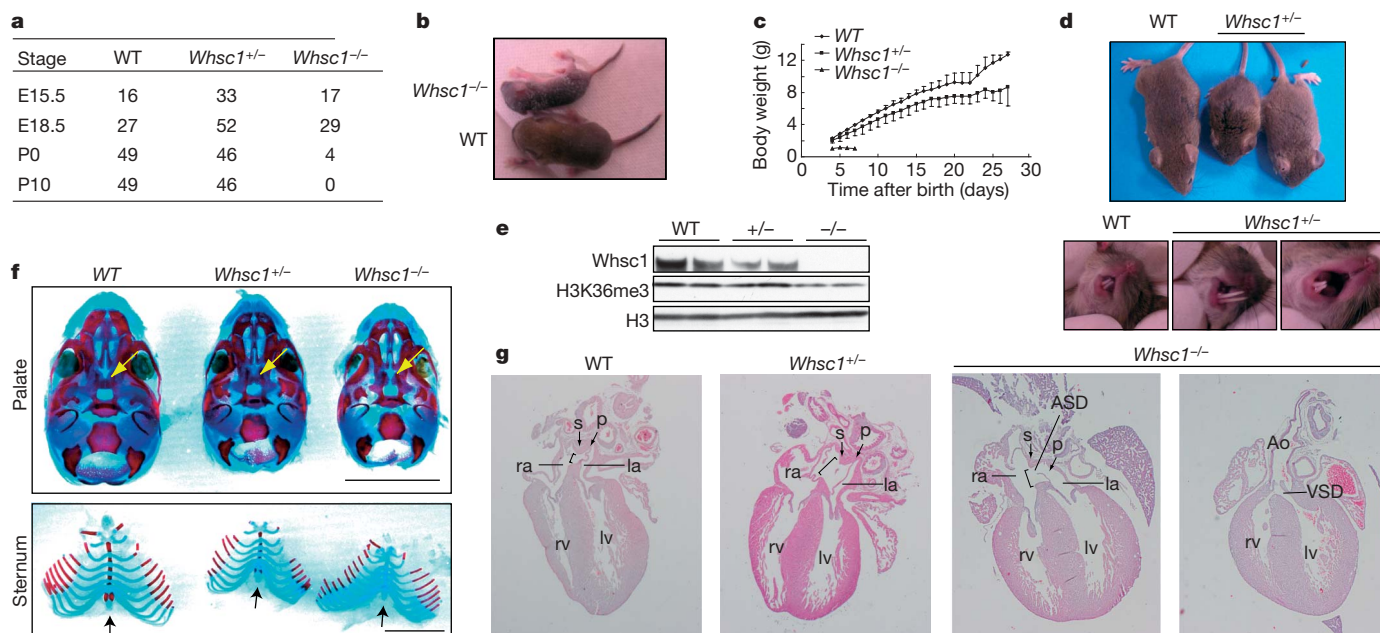 a
Stage WT Whsc1+/– Whsc1–/–
E15.5 16 33 17
E18.5 27 52 29
P0 49 46 4
P10 49 46 0
b
Whsc1–/–
WT
c
WT
Whsc1+/–
Whsc1–/–
Body weight (g)
12
8
4
0
0 5 10 15 20 25 30
Time after birth (days)
d
WT Whsc1+/–
WT Whsc1+/–
e
WT +/– –/–
Whsc1
H3K36me3
H3
f
WT Whsc1+/– Whsc1–/–
Palate
Sternum
g
WT Whsc1+/– Whsc1–/–
s p
ra la
rv lv
s p
ra la
rv lv
ASD
s p
ra la
rv lv
Ao
VSD
rv lv